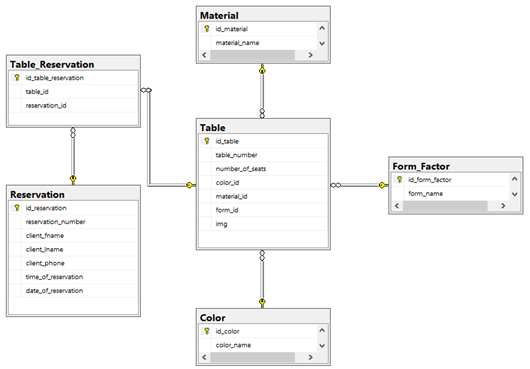 Material
id_material
material_name
Table_Reservation
id_table_reservation
table_id
reservation_id
Table
id_table
table_number
number_of_seats
color_id
material_id
form_id
img
Form_Factor
id_form_factor
form_name
Reservation
id_reservation
reservation_number
client_fname
client_lname
client_phone
time_of_reservation
date_of_reservation
Color
id_color
color_name